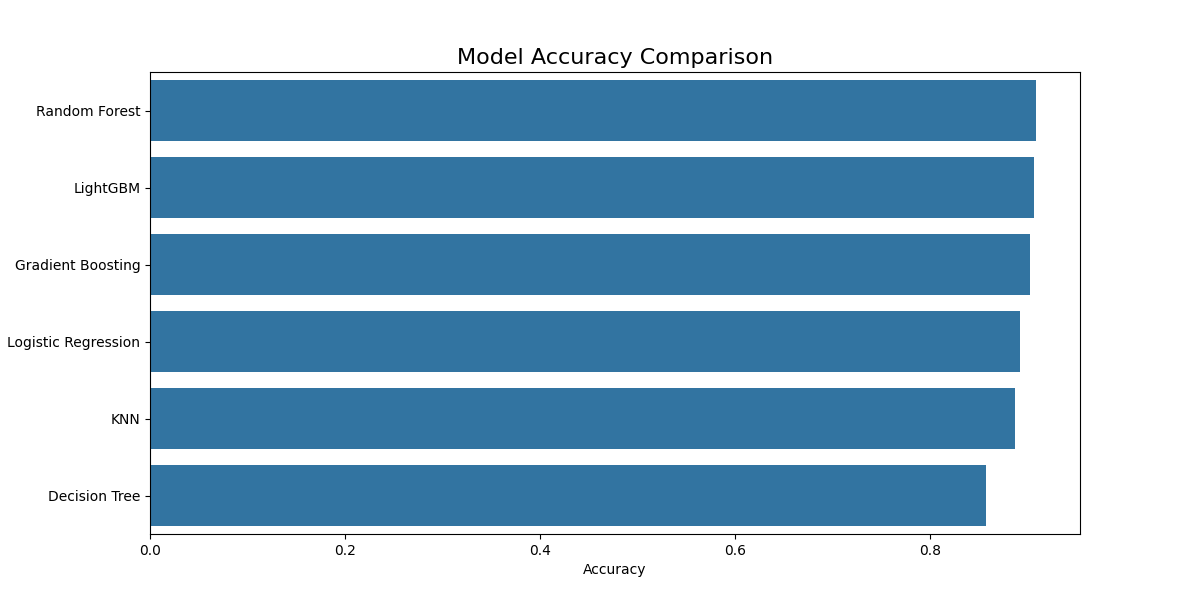 Model Accuracy Comparison
Random Forest
LightGBM
Gradient Boosting
Logistic Regression
KNN
Decision Tree
0.0 0.2 0.4 0.6 0.8
Accuracy